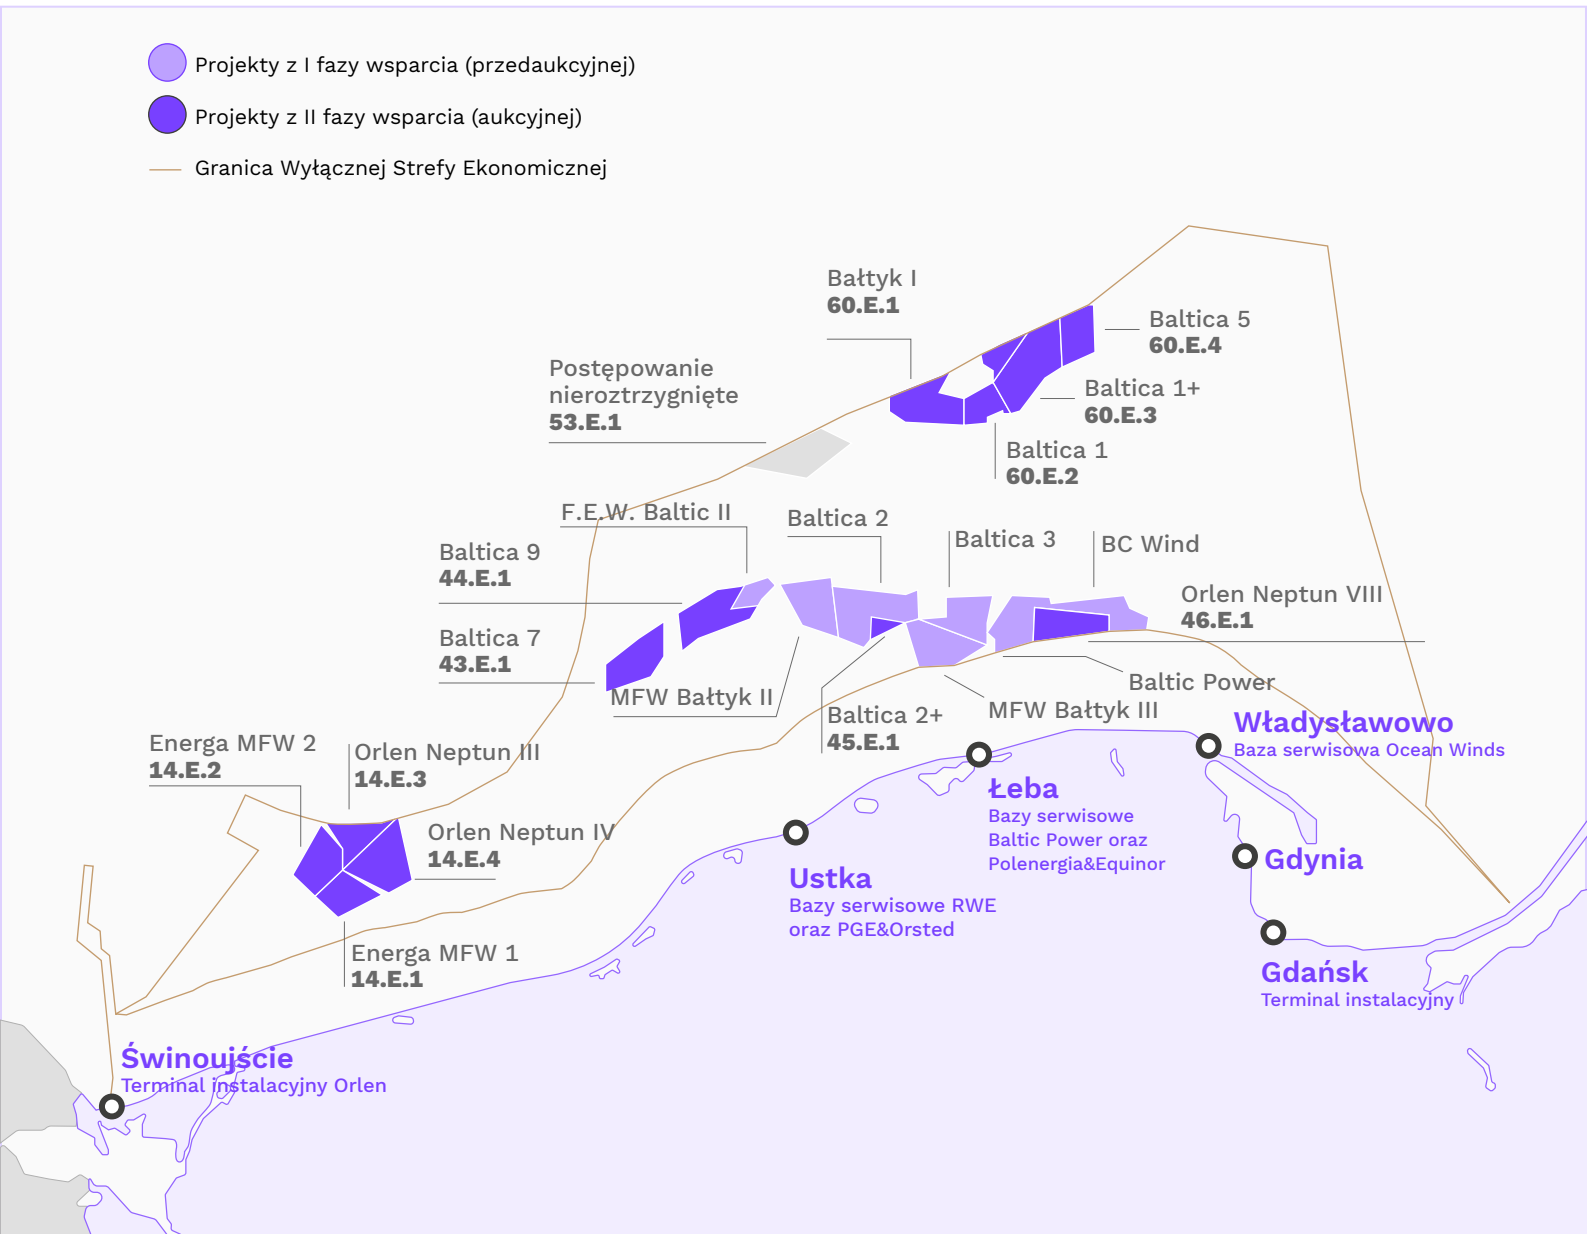 Projekty z I fazy wsparcia (przedaukcyjnej)
Projekty z II fazy wsparcia (aukcyjnej)
Granica Wyłącznej Strefy Ekonomicznej
Bałtyk I
60.E.1
Baltica 5
60.E.4
Postępowanie
nieroztrzygnięte
53.E.1
Baltica 1+
60.E.3
Baltica 1
60.E.2
F.E.W. Baltic II
Baltica 2
Baltica 3
BC Wind
Baltica 9
44.E.1
Orlen Neptun VIII
46.E.1
Baltica 7
43.E.1
MFW Bałtyk II
Baltic Power
Baltica 2+
45.E.1
MFW Bałtyk III
Władysławowo
Baza serwisowa Ocean Winds
Energa MFW 2
14.E.2
Orlen Neptun III
14.E.3
Łeba
Bazy serwisowe
Baltic Power oraz
Polenergia&Equinor
Orlen Neptun IV
14.E.4
Gdynia
Ustka
Bazy serwisowe RWE
oraz PGE&Orsted
Energa MFW 1
14.E.1
Gdańsk
Terminal instalacyjny
Świnoujście
Terminal instalacyjny Orlen